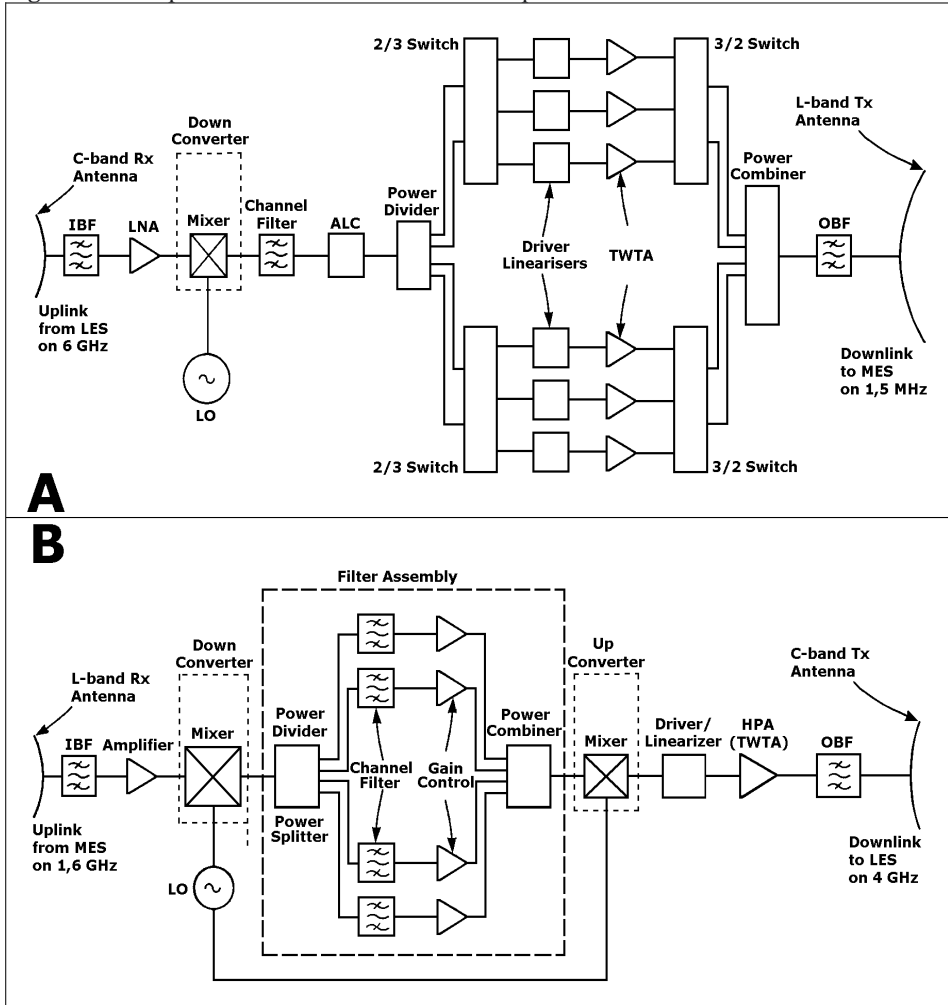 2/3 Switch
3/2 Switch
L-band Tx
Antenna
Down
Converter
C-band Rx
Antenna
Power
Combiner
Power
Divider
Channel
Filter
Mixer
IBF
LNA
ALC
OBF
Driver
Linearisers
TWTA
Uplink
from LES
on 6 GHz
Downlink
to MES
on 1,5 MHz
LO
2/3 Switch
3/2 Switch
A
B
Filter Assembly
Down
Converter
Up
Converter
C-band Tx
Antenna
L-band Rx
Antenna
Power
Divider
Power
Combiner
IBF
Amplifier
Mixer
Mixer
Driver/
Linearizer
HPA
(TWTA)
OBF
Channel
Filter
Gain
Control
Power
Splitter
Uplink
from MES
on 1,6 GHz
Downlink
to LES
on 4 GHz
LO